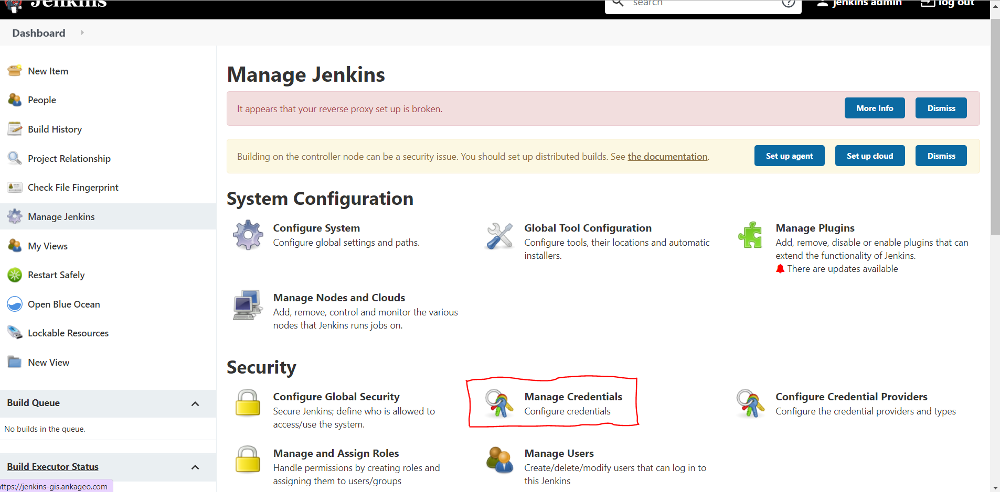 Jenkins
search
jenkins admin
log out
Dashboard
New Item
People
Build History
Project Relationship
Check File Fingerprint
Manage Jenkins
My Views
Restart Safely
Open Blue Ocean
Lockable Resources
New View
Build Queue
No builds in the queue.
Build Executor Status
ttps://jenkins-gis.ankageo.com
Manage Jenkins
It appears that your reverse proxy set up is broken.
More Info
Dismiss
Building on the controller node can be a security issue. You should set up distributed builds. See the documentation.
Set up agent
Set up cloud
Dismiss
System Configuration
Configure System
Configure global settings and paths.
Global Tool Configuration
Configure tools, their locations and automatic
installers.
Manage Plugins
Add, remove, disable or enable plugins that can
extend the functionality of Jenkins.
There are updates available
Manage Nodes and Clouds
Add, remove, control and monitor the various
nodes that Jenkins runs jobs on.
Security
Configure Global Security
Secure Jenkins; define who is allowed to
access/use the system.
Manage Credentials
Configure credentials
Configure Credential Providers
Configure the credential providers and types
Manage and Assign Roles
Handle permissions by creating roles and
assigning them to users/groups
Manage Users
Create/delete/modify users that can log in to
this Jenkins